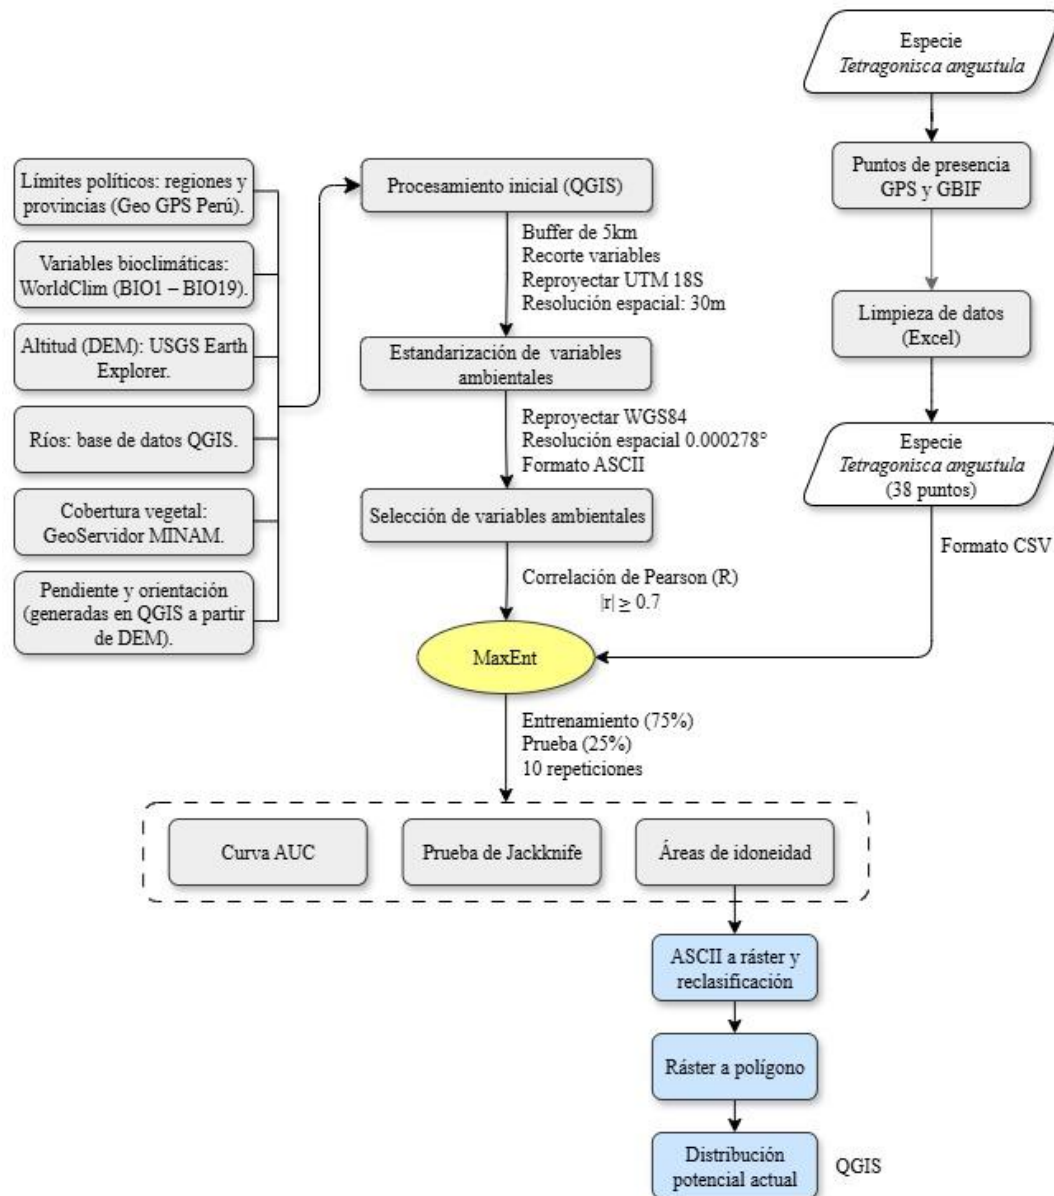 Especie
Tetragonisca angustula
Puntos de presencia
GPS y GBIF
Limpieza de datos
(Excel)
Especie
Tetragonisca angustula
(38 puntos)
Formato CSV
Límites políticos: regiones y
provincias (Geo GPS Perú).
Variables bioclimáticas:
WorldClim (BIO1 – BIO19).
Altitud (DEM): USGS Earth
Explorer.
Ríos: base de datos QGIS.
Cobertura vegetal:
GeoServidor MINAM.
Pendiente y orientación
(generadas en QGIS a partir
de DEM).
Procesamiento inicial (QGIS)
Buffer de 5km
Recorte variables
Reproyectar UTM 18S
Resolución espacial: 30m
Estandarización de variables
ambientales
Reproyectar WGS84
Resolución espacial 0.000278°
Formato ASCII
Selección de variables ambientales
Correlación de Pearson (R)
|r| ≥ 0.7
MaxEnt
Entrenamiento (75%)
Prueba (25%)
10 repeticiones
Curva AUC
Prueba de Jackknife
Áreas de idoneidad
ASCII a ráster y
reclasificación
Ráster a polígono
Distribución
potencial actual
QGIS